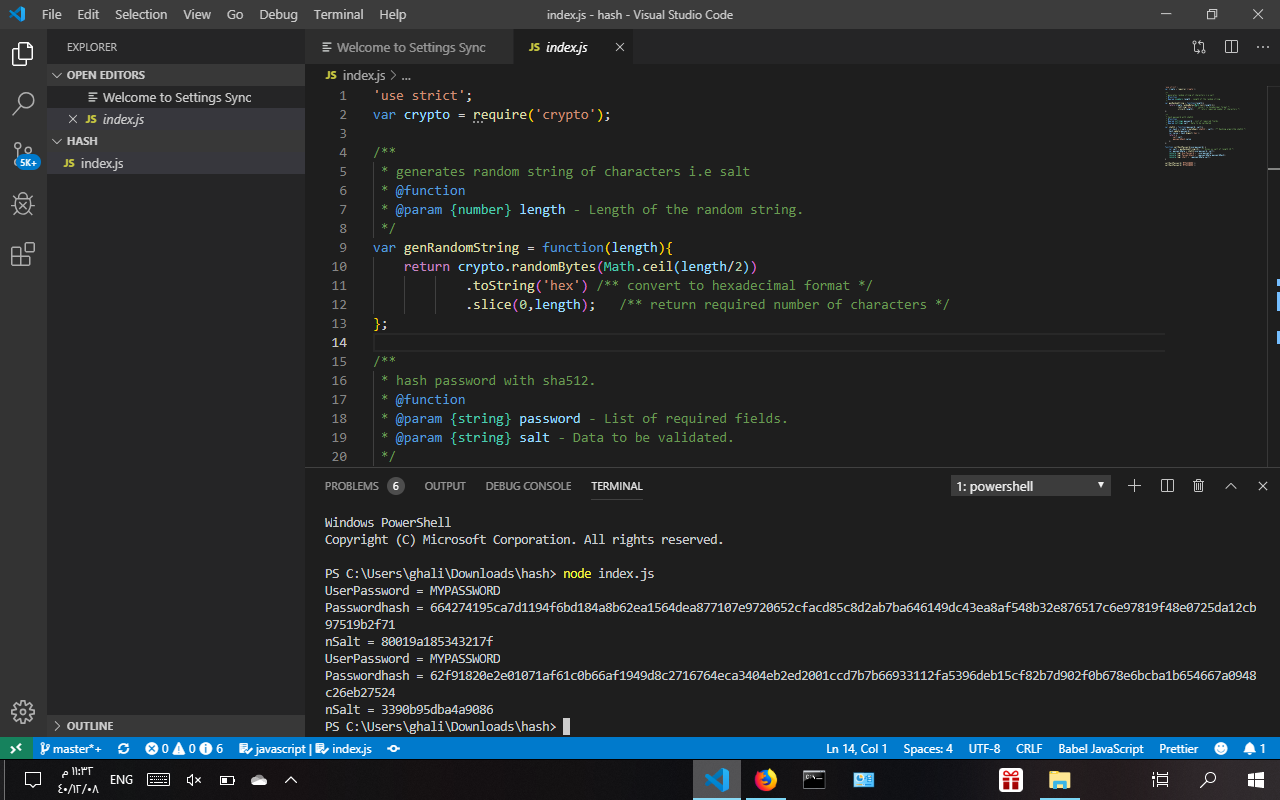 File Edit Selection View Go Debug Terminal Help index.js - hash - Visual Studio Code
EXPLORER
OPEN EDITORS
Welcome to Settings Sync
JS index.js
HASH
JS index.js
OUTLINE
5K+
Welcome to Settings Sync JS index.js
JS index.js > ...
1 'use strict';
2 var crypto = require('crypto');
3
4 /**
5 * generates random string of characters i.e salt
6 * @function
7 * @param {number} length - Length of the random string.
8 */
9 var genRandomString = function(length){
10 return crypto.randomBytes(Math.ceil(length/2))
11 .toString('hex') /** convert to hexadecimal format */
12 .slice(0,length); /** return required number of characters */
13 };
14
15 /**
16 * hash password with sha512.
17 * @function
18 * @param {string} password - List of required fields.
19 * @param {string} salt - Data to be validated.
20 */
PROBLEMS 6 OUTPUT DEBUG CONSOLE TERMINAL 1: powershell
Windows PowerShell
Copyright (C) Microsoft Corporation. All rights reserved.
PS C:\Users\ghali\Downloads\hash> node index.js
UserPassword = MYPASSWORD
Passwordhash = 664274195ca7d1194f6bd184a8b62ea1564dea877107e9720652cfacd85c8d2ab7ba646149dc43ea8af548b32e876517c6e97819f48e0725da12cb
97519b2f71
nSalt = 80019a185343217f
UserPassword = MYPASSWORD
Passwordhash = 62f91820e2e01071af61c0b66af1949d8c2716764eca3404eb2ed2001ccd7b7b66933112fa5396deb15cf82b7d902f0b678e6bcba1b654667a0948
c26eb27524
nSalt = 3390b95dba4a9086
PS C:\Users\ghali\Downloads\hash>
master*+ 0 0 6 javascript | index.js Ln 14, Col 1 Spaces: 4 UTF-8 CRLF Babel JavaScript Prettier 1
١١:٣٢ م
٤٠/١٢/٠٨
ENG